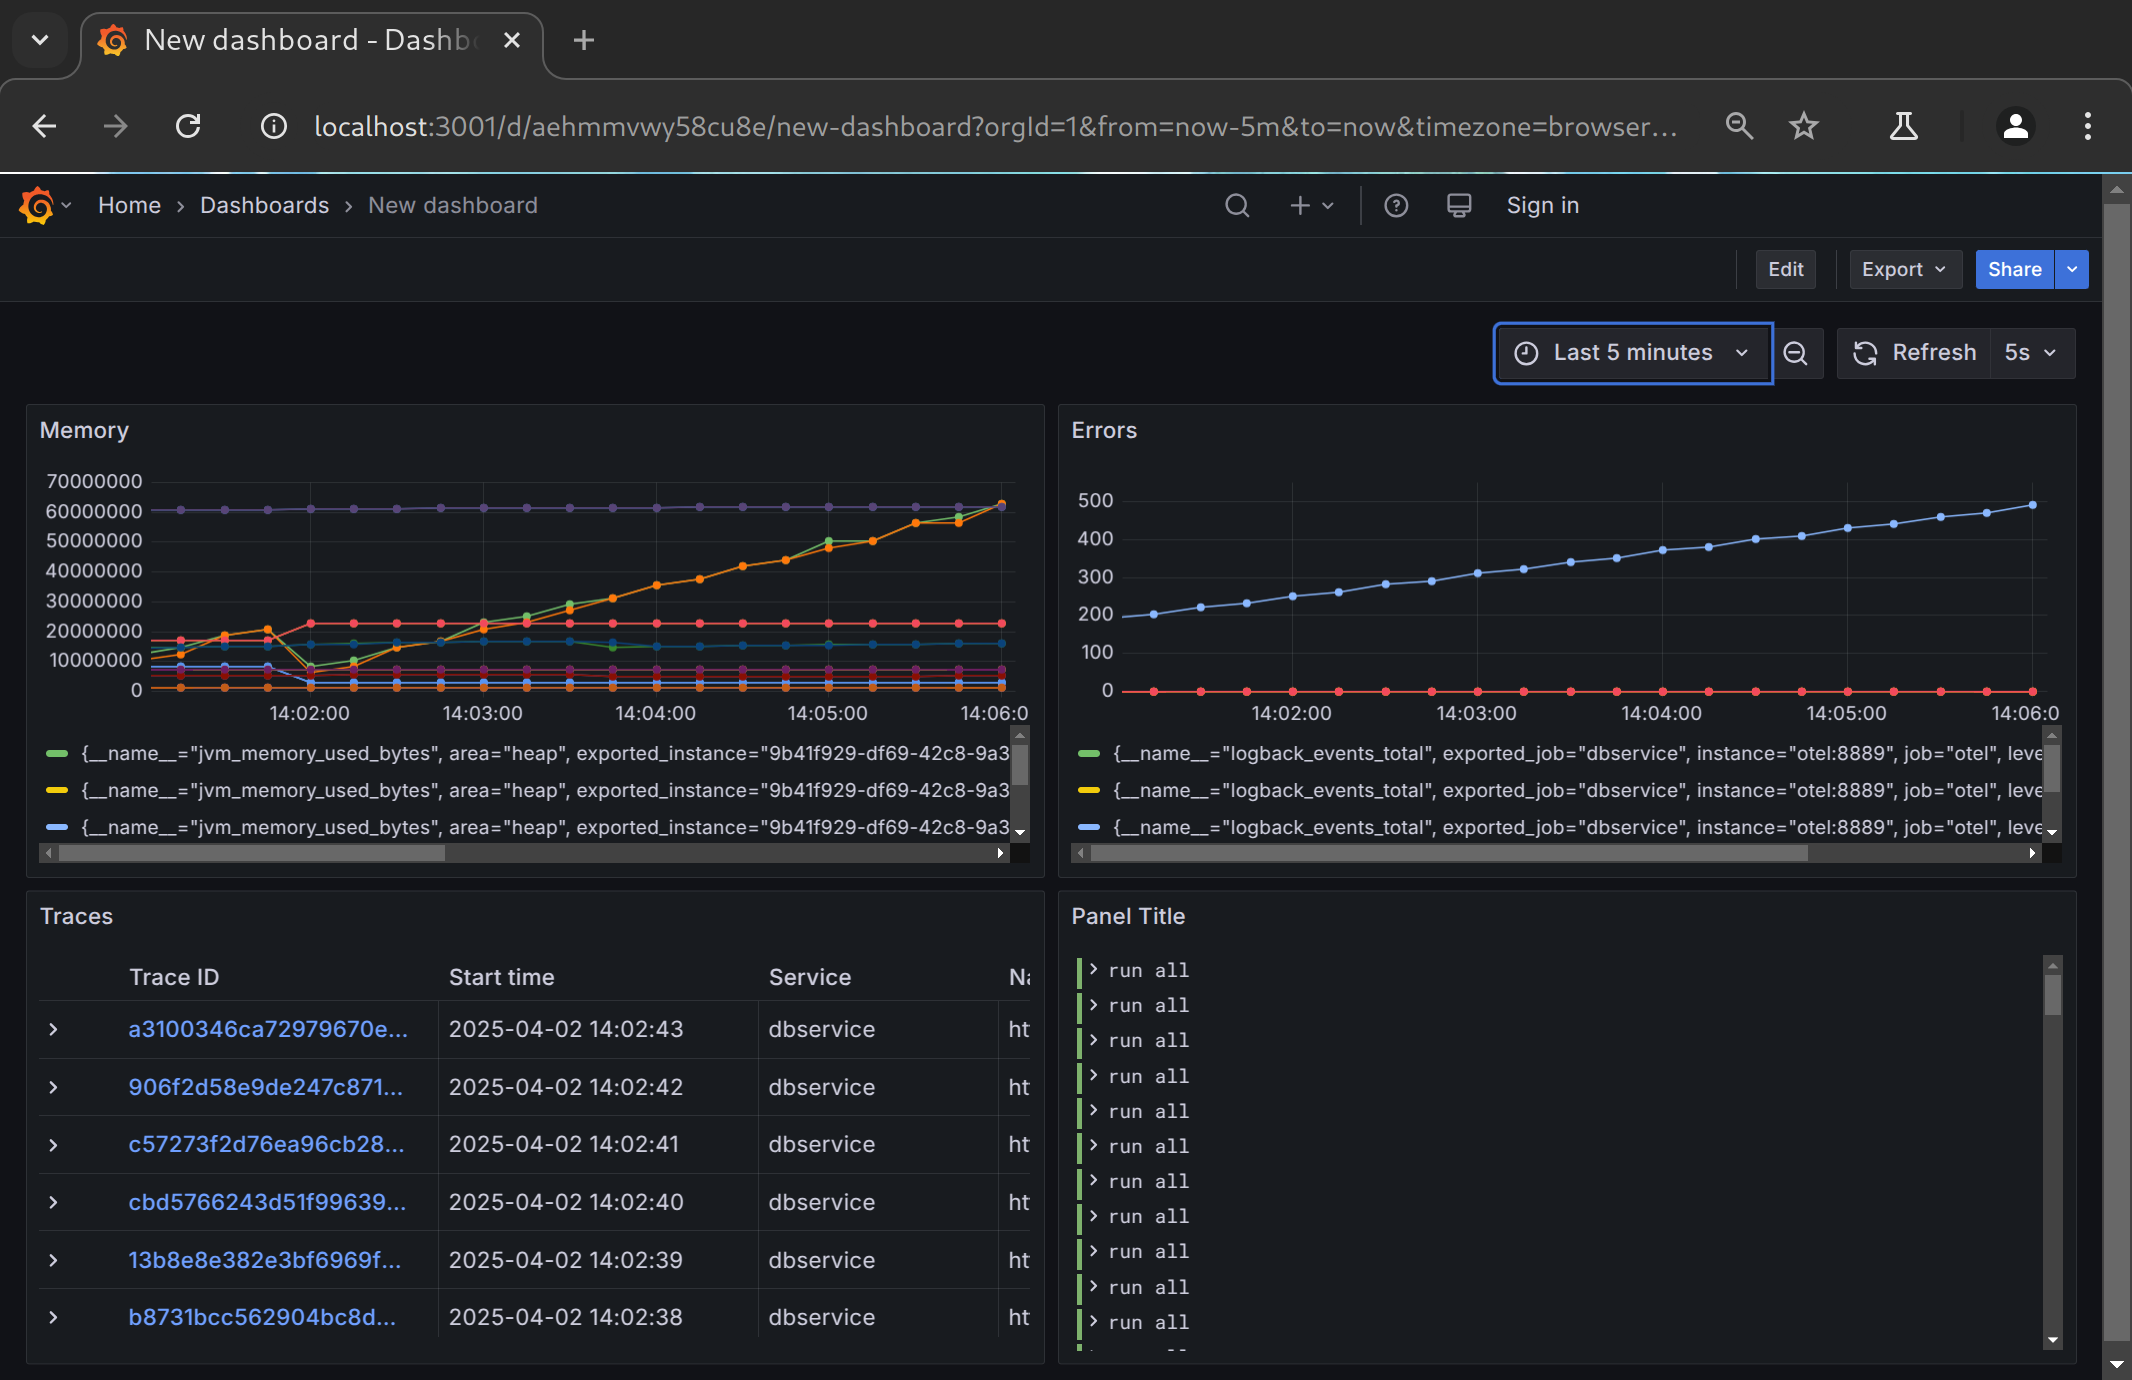 New dashboard - Dashb
localhost:3001/d/aehmmvwy58cu8e/new-dashboard?orgId=1&from=now-5m&to=now&timezone=browser...
Home › Dashboards › New dashboard
Sign in
Edit
Export
Share
Last 5 minutes
Refresh
5s
Memory
70000000
60000000
50000000
40000000
30000000
20000000
10000000
0
14:02:00 14:03:00 14:04:00 14:05:00 14:06:0
{__name__="jvm_memory_used_bytes", area="heap", exported_instance="9b41f929-df69-42c8-9a3
{__name__="jvm_memory_used_bytes", area="heap", exported_instance="9b41f929-df69-42c8-9a3
{__name__="jvm_memory_used_bytes", area="heap", exported_instance="9b41f929-df69-42c8-9a3
Errors
500
400
300
200
100
0
14:02:00 14:03:00 14:04:00 14:05:00 14:06:0
{__name__="logback_events_total", exported_job="dbservice", instance="otel:8889", job="otel", leve
{__name__="logback_events_total", exported_job="dbservice", instance="otel:8889", job="otel", leve
{__name__="logback_events_total", exported_job="dbservice", instance="otel:8889", job="otel", leve
Traces
Trace ID Start time Service Na
a3100346ca72979670e... 2025-04-02 14:02:43 dbservice ht
906f2d58e9de247c871... 2025-04-02 14:02:42 dbservice ht
c57273f2d76ea96cb28... 2025-04-02 14:02:41 dbservice ht
cbd5766243d51f99639... 2025-04-02 14:02:40 dbservice ht
13b8e8e382e3bf6969f... 2025-04-02 14:02:39 dbservice ht
b8731bcc562904bc8d... 2025-04-02 14:02:38 dbservice ht
Panel Title
run all
run all
run all
run all
run all
run all
run all
run all
run all
run all
run all